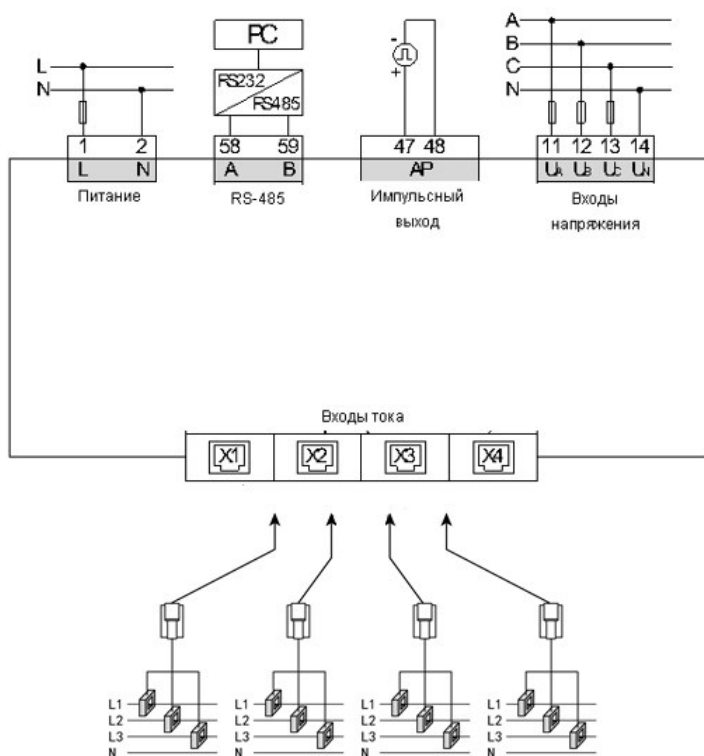 PC
A
B
C
N
L
N
RS232
RS485
-
+
1 2
L N
58 59
A B
47 48
AP
11 12 13 14
UA UB UC UN
Питание
RS-485
Импульсный
выход
Входы
напряжения
Входы тока
X1 X2 X3 X4
L1 L1 L1 L1
L2 L2 L2 L2
L3 L3 L3 L3
N N N N